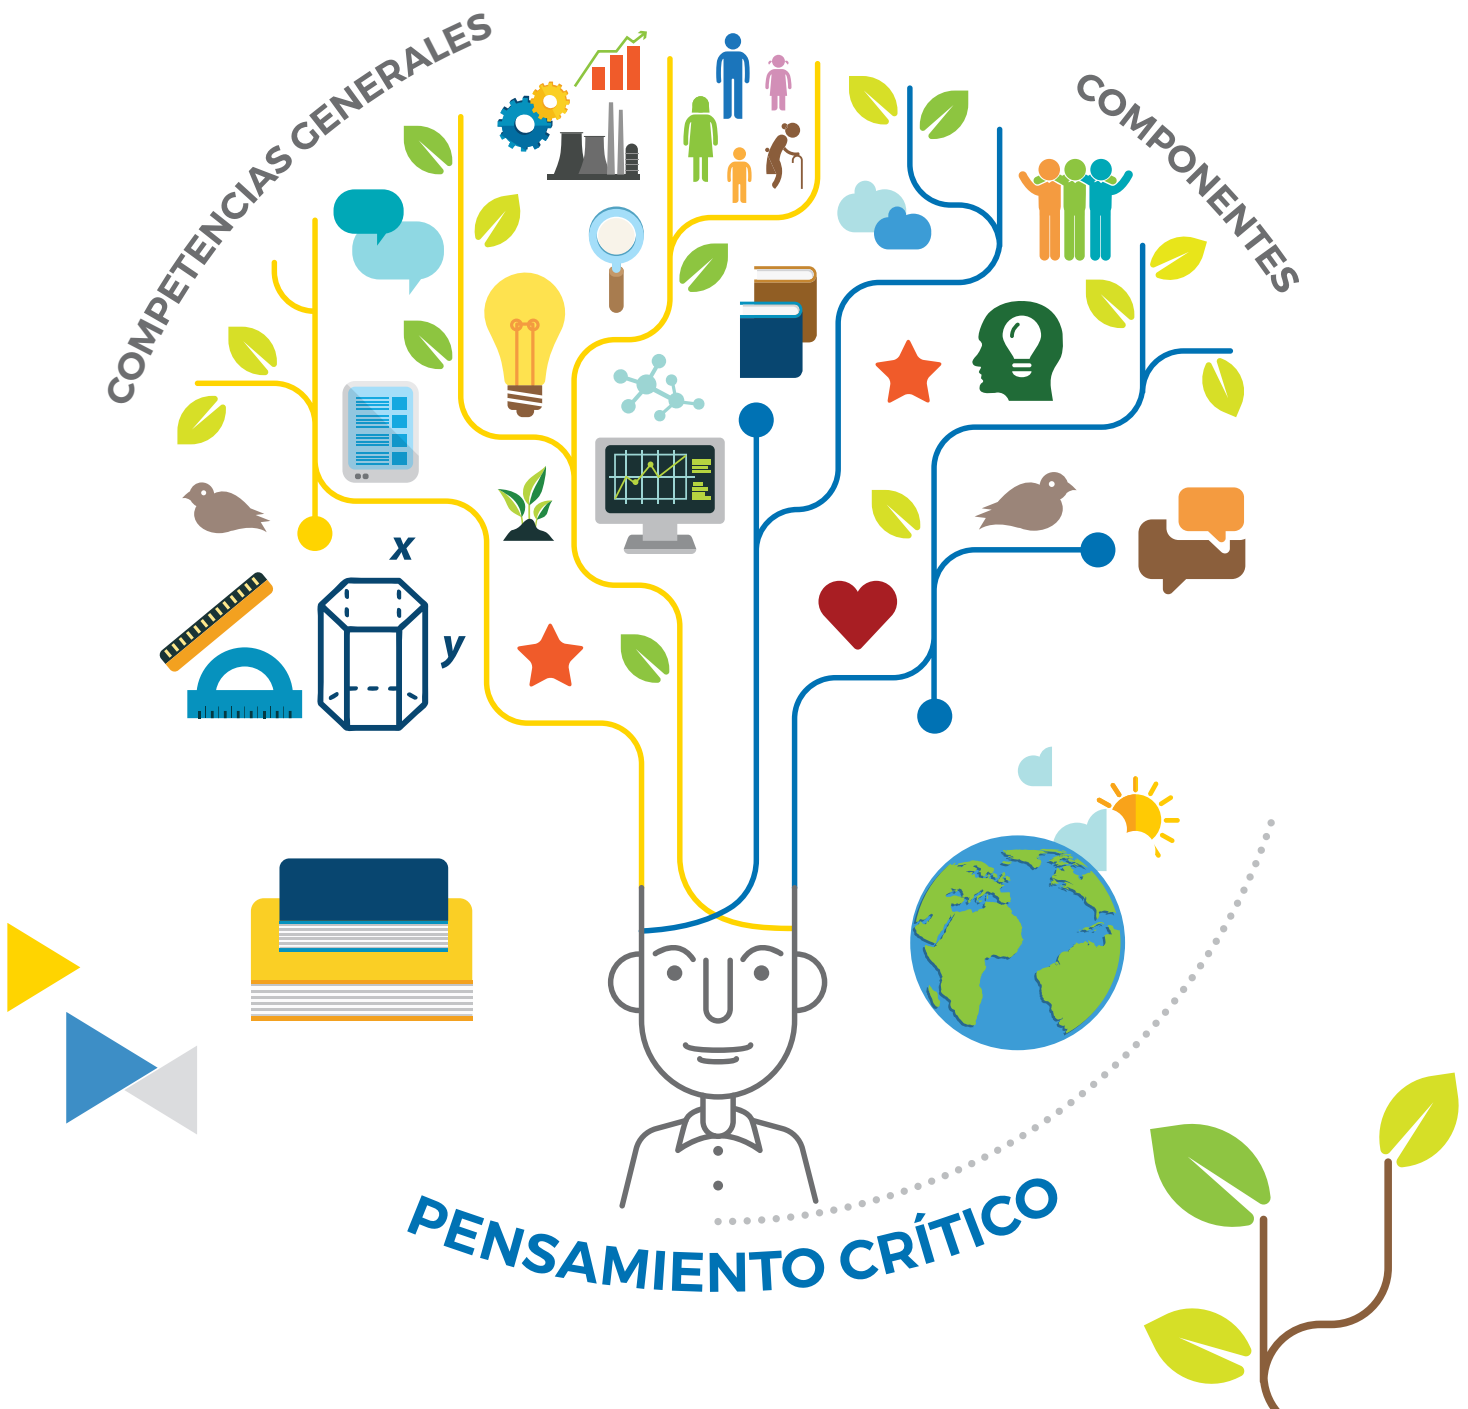 COMPETENCIAS GENERALES
COMPONENTES
x
y
PENSAMIENTO CRÍTICO